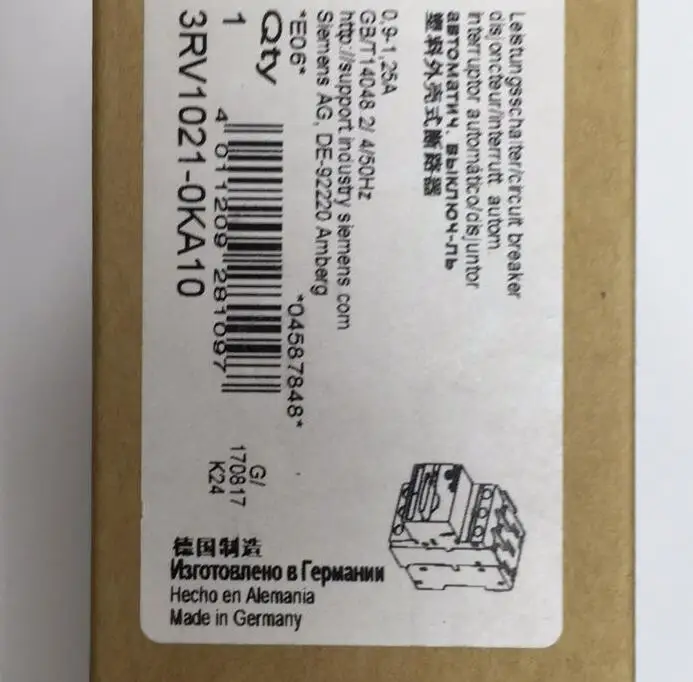 Leistungsschalter/circuit breaker
disjoncteur/interrutt. autom.
interruptor automático/disjuntor
автоматич. выключ-ль
塑料外壳式断路器
0,9-1,25A
GB/T14048 2/ 4/50Hz
http://support.industry siemens com
Siemens AG, DE-92220 Amberg
*E06*
*04587848*
Qty
1
4 011209 281097
3RV1021-0KA10
G/
170817
K24
德国制造
Изготовлено в Германии
Hecho en Alemania
Made in Germany